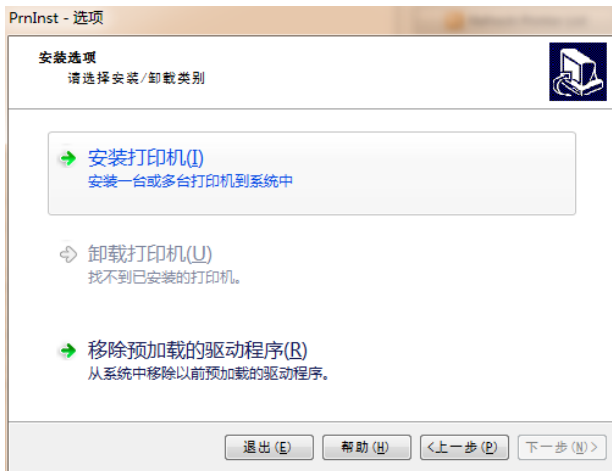 PrnInst - 选项
安装选项
请选择安装/卸载类别
安装打印机(I)
安装一台或多台打印机到系统中
卸载打印机(U)
找不到已安装的打印机。
移除预加载的驱动程序(R)
从系统中移除以前预加载的驱动程序。
退出(E) 帮助(H) <上一步(P) 下一步(N)>